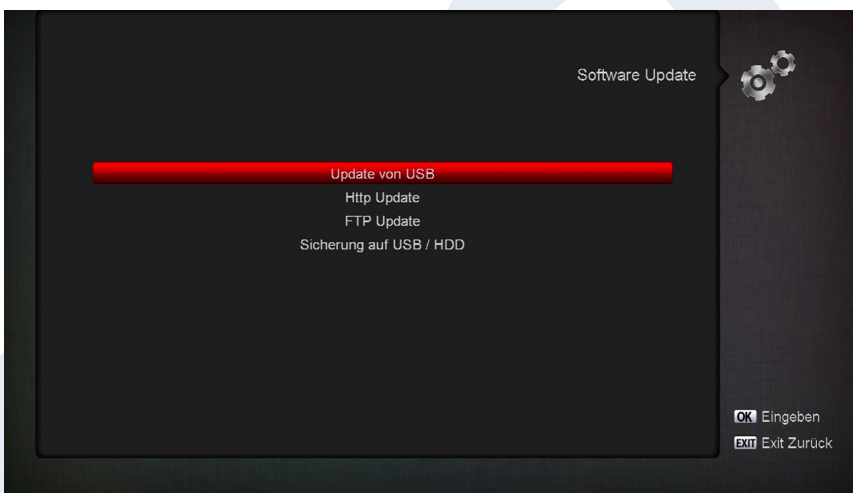 Software Update
Update von USB
Http Update
FTP Update
Sicherung auf USB / HDD
OK Eingeben
EXIT Exit Zurück